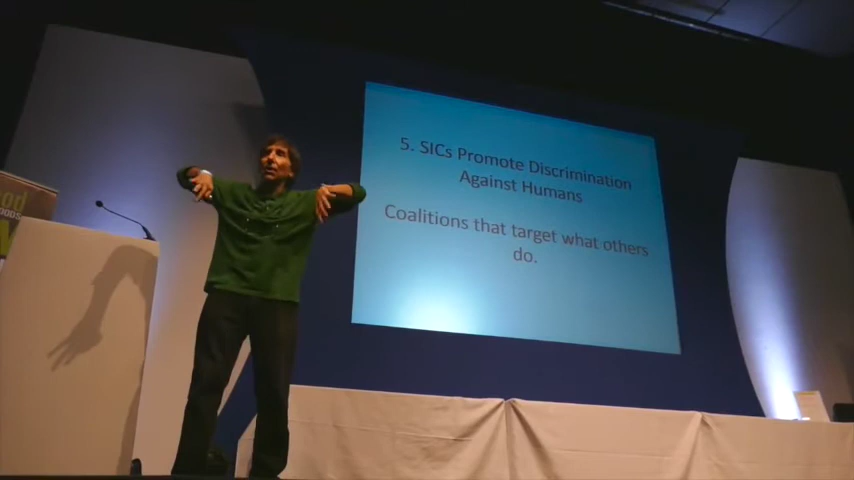 5. SICs Promote Discrimination
Against Humans
Coalitions that target what others
do.